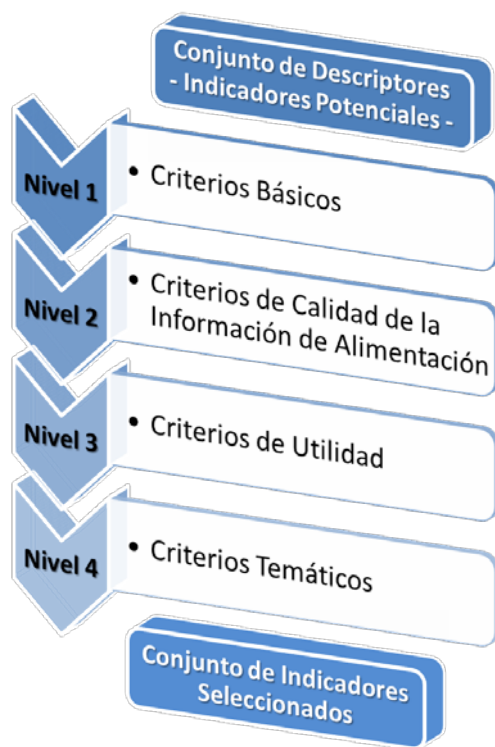 Conjunto de Descriptores
- Indicadores Potenciales -
Nivel 1
• Criterios Básicos
Nivel 2
• Criterios de Calidad de la
Información de Alimentación
Nivel 3
• Criterios de Utilidad
Nivel 4
• Criterios Temáticos
Conjunto de Indicadores
Seleccionados